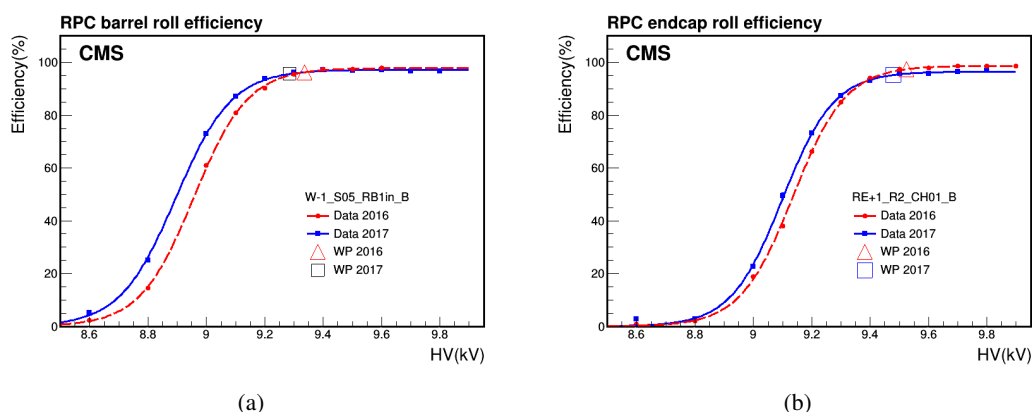 RPC barrel roll efficiency
Efficiency(%)
CMS
100
80
60
40
20
0
W-1_S05_RB1in_B
Data 2016
Data 2017
WP 2016
WP 2017
8.6 8.8 9 9.2 9.4 9.6 9.8
HV(kV)
(a)
RPC endcap roll efficiency
Efficiency(%)
CMS
100
80
60
40
20
0
RE+1_R2_CH01_B
Data 2016
Data 2017
WP 2016
WP 2017
8.6 8.8 9 9.2 9.4 9.6 9.8
HV(kV)
(b)